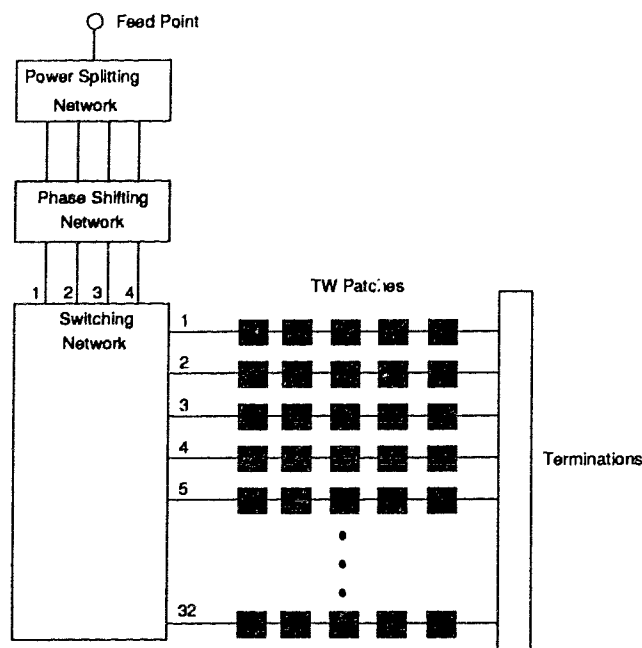 Feed Point
Power Splitting
Network
Phase Shifting
Network
1 2 3 4
Switching
Network
TW Patches
1
2
3
4
5
32
Terminations